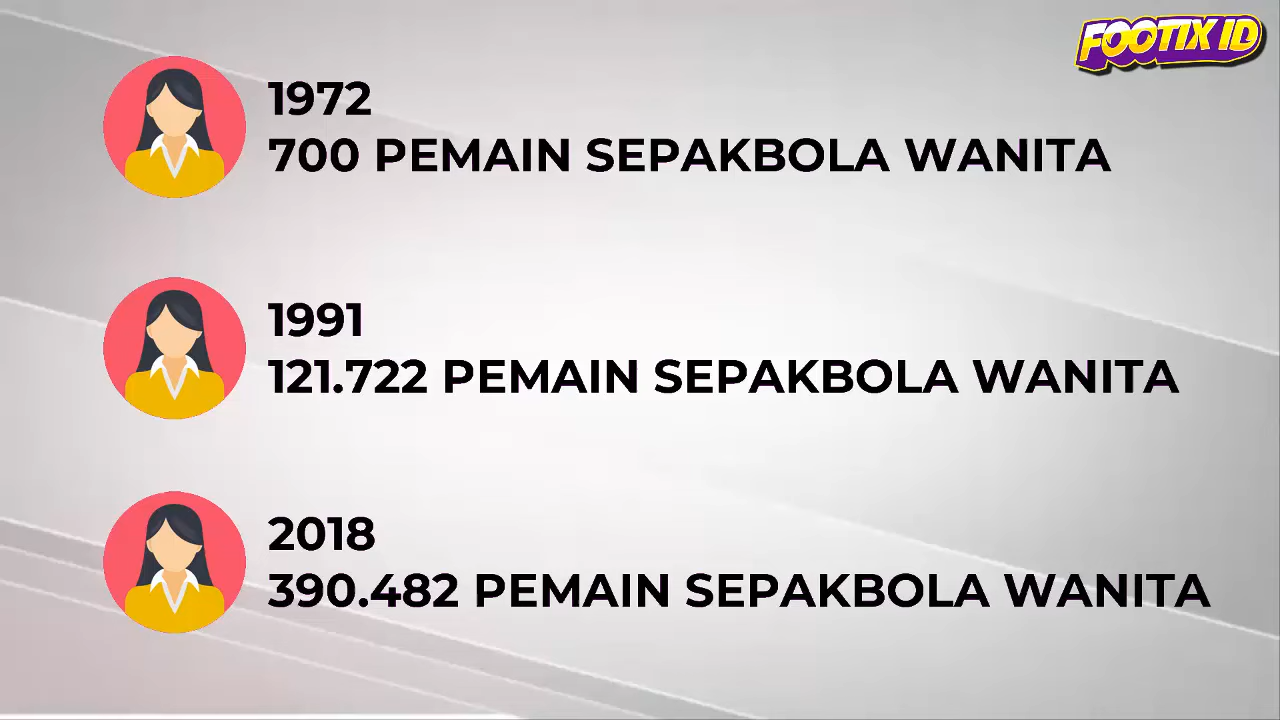 FOOTIX ID
1972
700 PEMAIN SEPAKBOLA WANITA
1991
121.722 PEMAIN SEPAKBOLA WANITA
2018
390.482 PEMAIN SEPAKBOLA WANITA